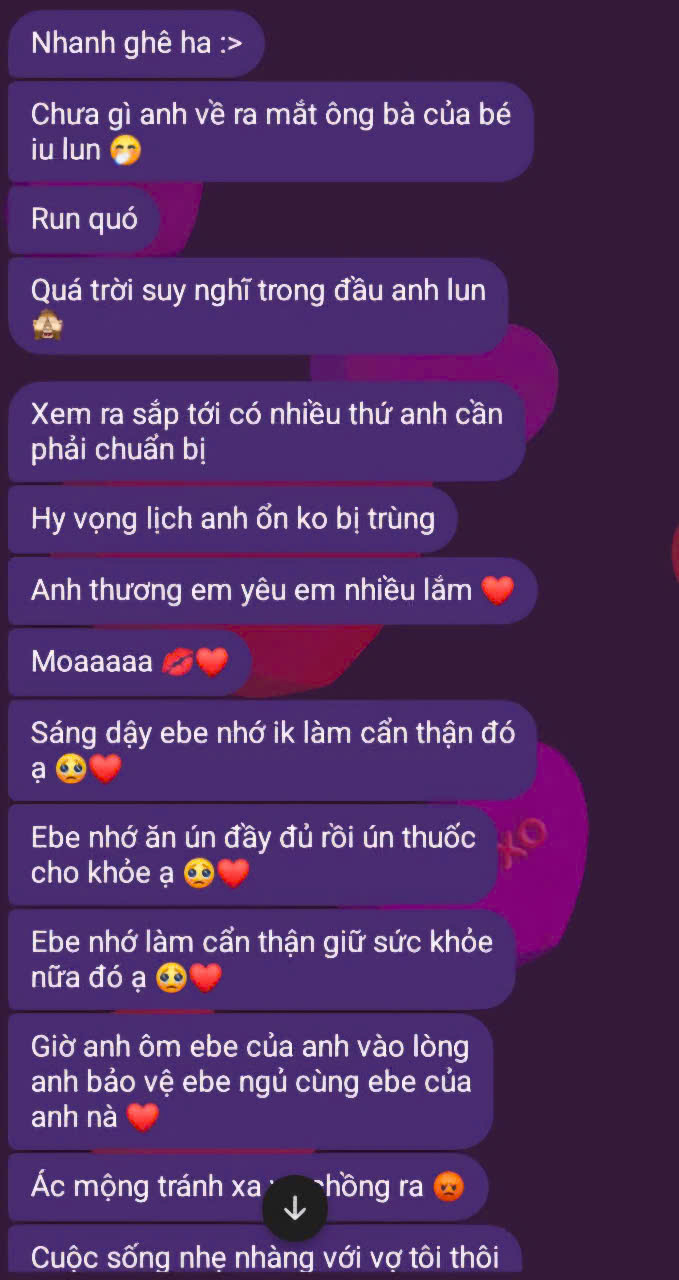 Nhanh ghê ha :>
Chưa gì anh về ra mắt ông bà của bé
iu lun 🤭
Run quó
Quá trời suy nghĩ trong đầu anh lun
🙈
Xem ra sắp tới có nhiều thứ anh cần
phải chuẩn bị
Hy vọng lịch anh ổn ko bị trùng
Anh thương em yêu em nhiều lắm ❤️
Moaaaaa 💋❤️
Sáng dậy ebe nhớ ik làm cẩn thận đó
ạ 🥺❤️
Ebe nhớ ăn ún đầy đủ rồi ún thuốc
cho khỏe ạ 🥺❤️
Ebe nhớ làm cẩn thận giữ sức khỏe
nữa đó ạ 🥺❤️
Giờ anh ôm ebe của anh vào lòng
anh bảo vệ ebe ngủ cùng ebe của
anh nà ❤️
Ác mộng tránh xa chồng ra 😡
Cuộc sống nhẹ nhàng với vợ tôi thôi
XO